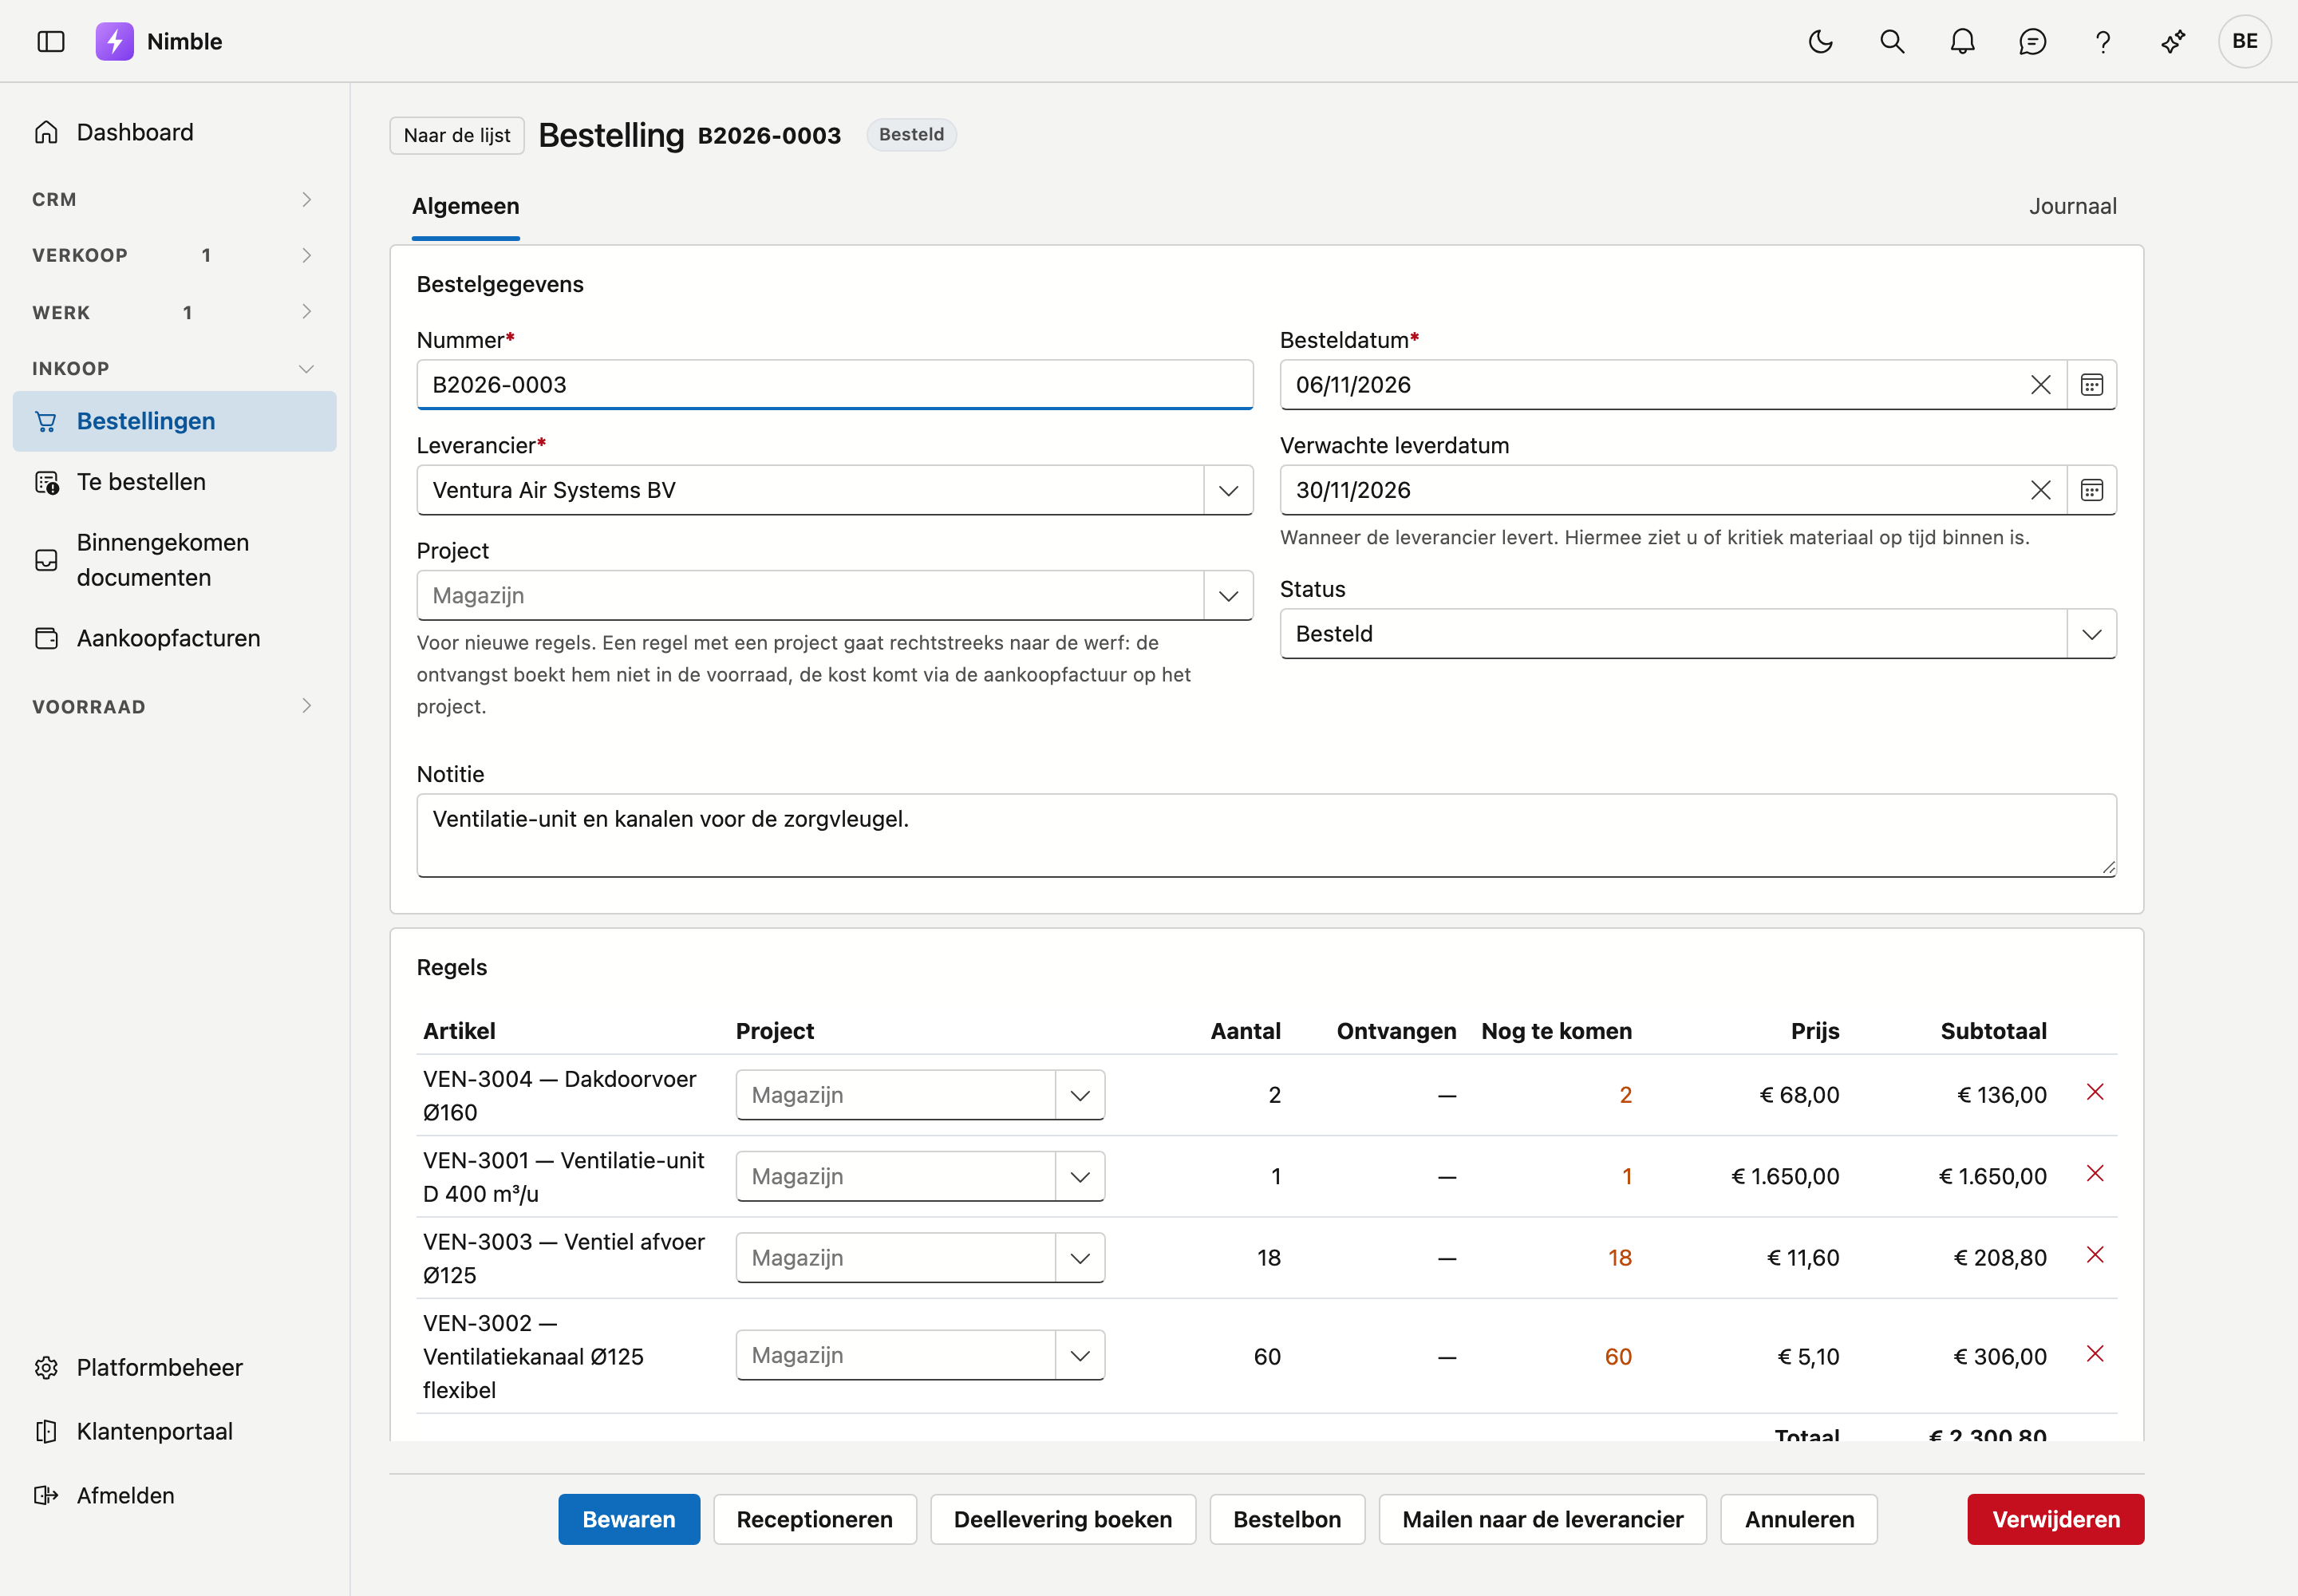 Nimble
BE
Dashboard
CRM
VERKOOP 1
WERK 1
INKOOP
Bestellingen
Te bestellen
Binnengekomen
documenten
Aankoopfacturen
VOORRAAD
Platformbeheer
Klantenportaal
Afmelden
Naar de lijst Bestelling B2026-0003 Besteld
Algemeen Journaal
Bestelgegevens
Nummer*
B2026-0003
Besteldatum*
06/11/2026
Leverancier*
Ventura Air Systems BV
Verwachte leverdatum
30/11/2026
Wanneer de leverancier levert. Hiermee ziet u of kritiek materiaal op tijd binnen is.
Project
Magazijn
Voor nieuwe regels. Een regel met een project gaat rechtstreeks naar de werf: de
ontvangst boekt hem niet in de voorraad, de kost komt via de aankoopfactuur op het
project.
Status
Besteld
Notitie
Ventilatie-unit en kanalen voor de zorgvleugel.
Regels
Artikel Project Aantal Ontvangen Nog te komen Prijs Subtotaal
VEN-3004 — Dakdoorvoer
Ø160
Magazijn 2 — 2 € 68,00 € 136,00
VEN-3001 — Ventilatie-unit
D 400 m³/u
Magazijn 1 — 1 € 1.650,00 € 1.650,00
VEN-3003 — Ventiel afvoer
Ø125
Magazijn 18 — 18 € 11,60 € 208,80
VEN-3002 —
Ventilatiekanaal Ø125
flexibel
Magazijn 60 — 60 € 5,10 € 306,00
Totaal € 2.300,80
Bewaren Receptioneren Deellevering boeken Bestelbon Mailen naar de leverancier Annuleren Verwijderen